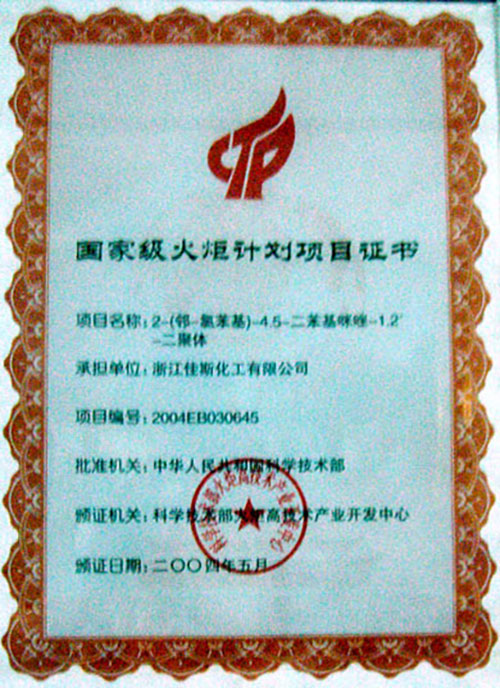 CTP
国家级火炬计划项目证书
项目名称：2-(邻-氯苯基)-4.5-二苯基咪唑-1.2′
-二聚体
承担单位：浙江佳斯化工有限公司
项目编号：2004EB030645
批准机关：中华人民共和国科学技术部
颁证机关：科学技术部火炬高技术产业开发中心
颁证日期：二〇〇四年五月